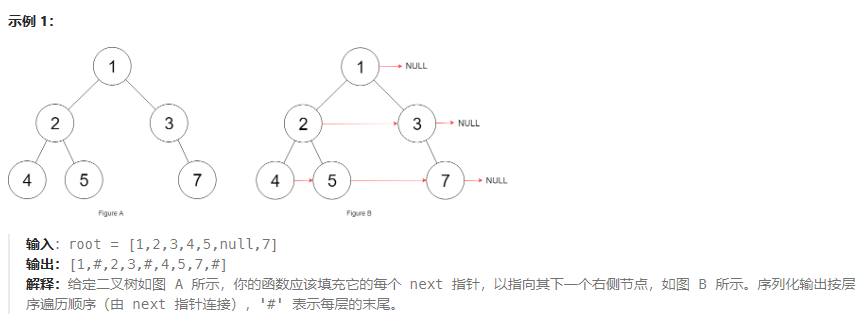 示例 1：
1 1 NULL
2 3 2 3 NULL
4 5 7 4 5 7 NULL
Figure A Figure B
输入：root = [1,2,3,4,5,null,7]
输出：[1,#,2,3,#,4,5,7,#]
解释：给定二叉树如图 A 所示，你的函数应该填充它的每个 next 指针，以指向其下一个右侧节点，如图 B 所示。序列化输出按层
序遍历顺序（由 next 指针连接），'#' 表示每层的末尾。